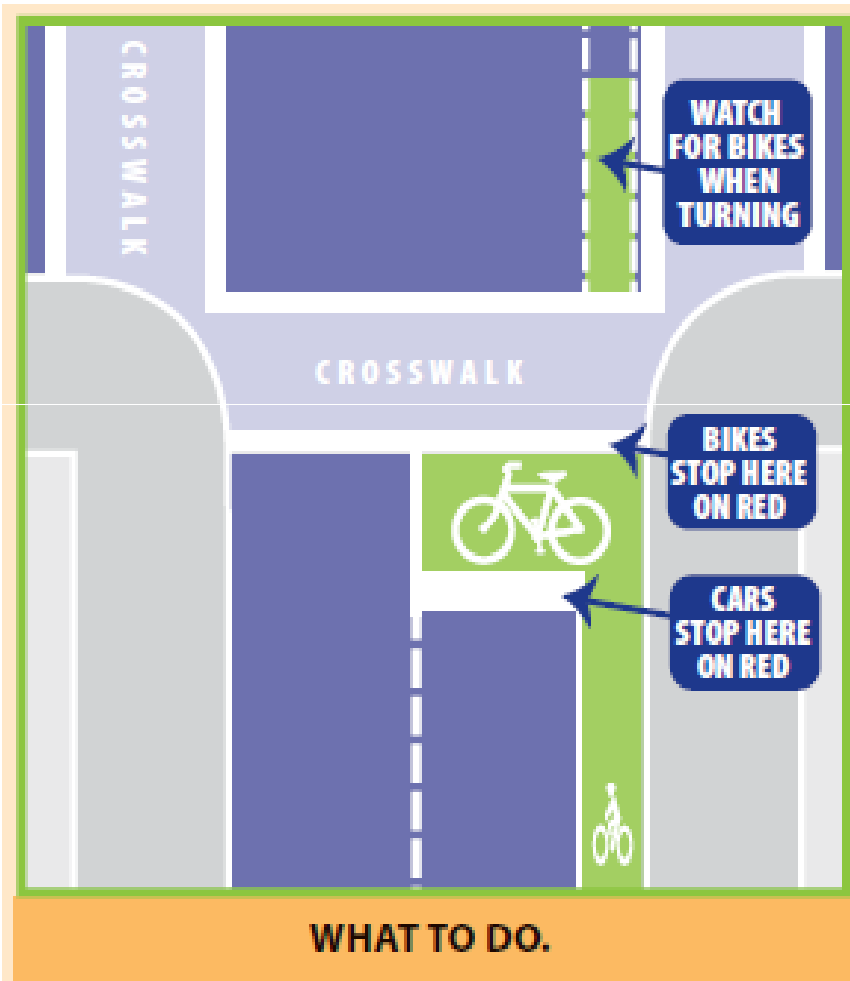 CROSSWALK
WATCH
FOR BIKES
WHEN
TURNING
CROSSWALK
BIKES
STOP HERE
ON RED
CARS
STOP HERE
ON RED
WHAT TO DO.